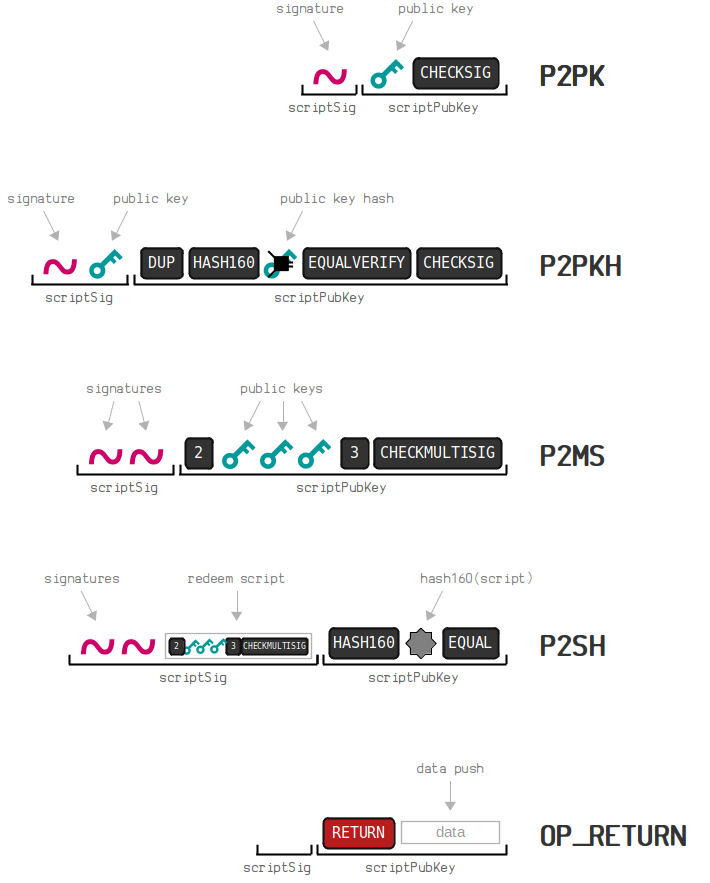 signature public key
CHECKSIG P2PK
scriptSig scriptPubKey
signature public key public key hash
DUP HASH160 EQUALVERIFY CHECKSIG P2PKH
scriptSig scriptPubKey
signatures public keys
2 3 CHECKMULTISIG P2MS
scriptSig scriptPubKey
signatures redeem script hash160(script)
2 3 CHECKMULTISIG HASH160 EQUAL P2SH
scriptSig scriptPubKey
data push
RETURN data OP_RETURN
scriptSig scriptPubKey